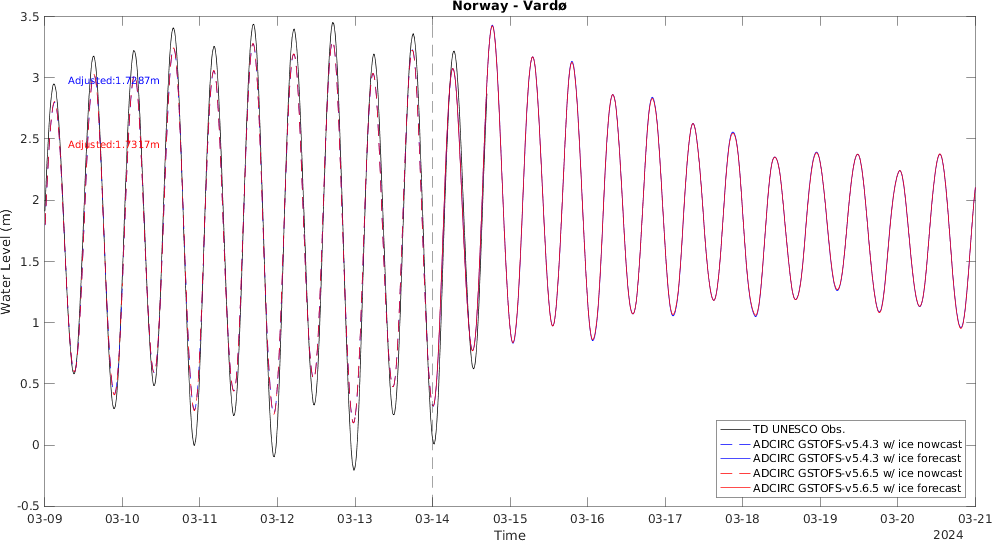 Norway - Vardø
3.5
3
2.5
2
1.5
1
0.5
0
-0.5
Water Level (m)
Adjusted:1.7287m
Adjusted:1.7317m
TD UNESCO Obs.
ADCIRC GSTOFS-v5.4.3 w/ ice nowcast
ADCIRC GSTOFS-v5.4.3 w/ ice forecast
ADCIRC GSTOFS-v5.6.5 w/ ice nowcast
ADCIRC GSTOFS-v5.6.5 w/ ice forecast
03-09 03-10 03-11 03-12 03-13 03-14 03-15 03-16 03-17 03-18 03-19 03-20 03-21
Time
2024